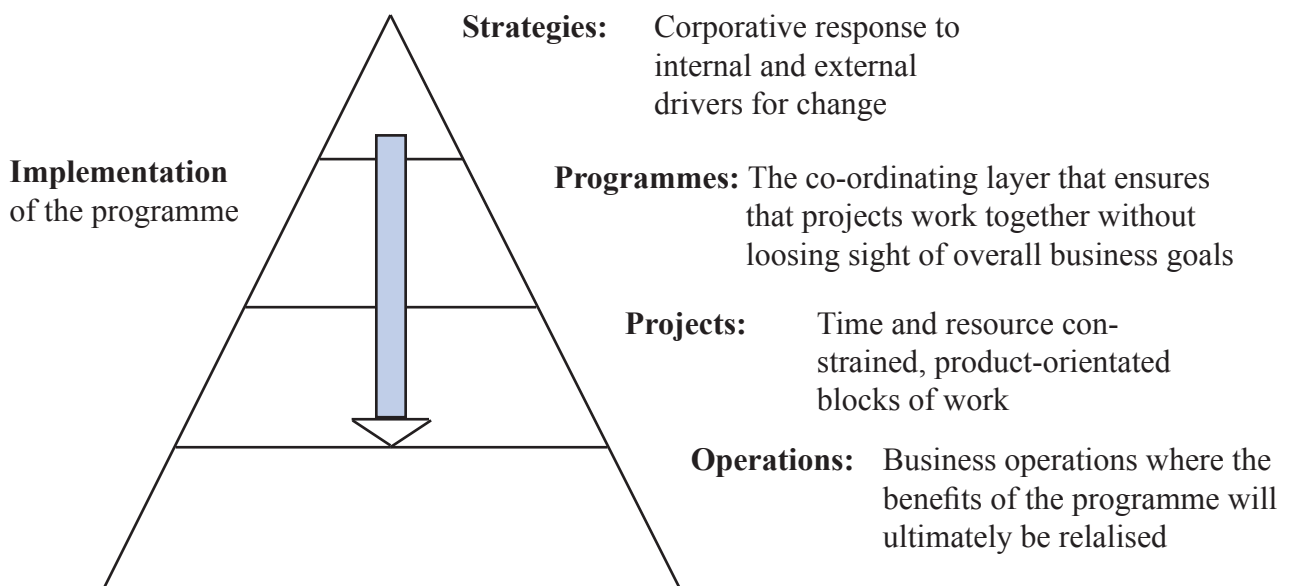 Strategies: Corporative response to
internal and external
drivers for change
Implementation
of the programme
Programmes: The co-ordinating layer that ensures
that projects work together without
loosing sight of overall business goals
Projects: Time and resource con-
strained, product-orientated
blocks of work
Operations: Business operations where the
benefits of the programme will
ultimately be relalised